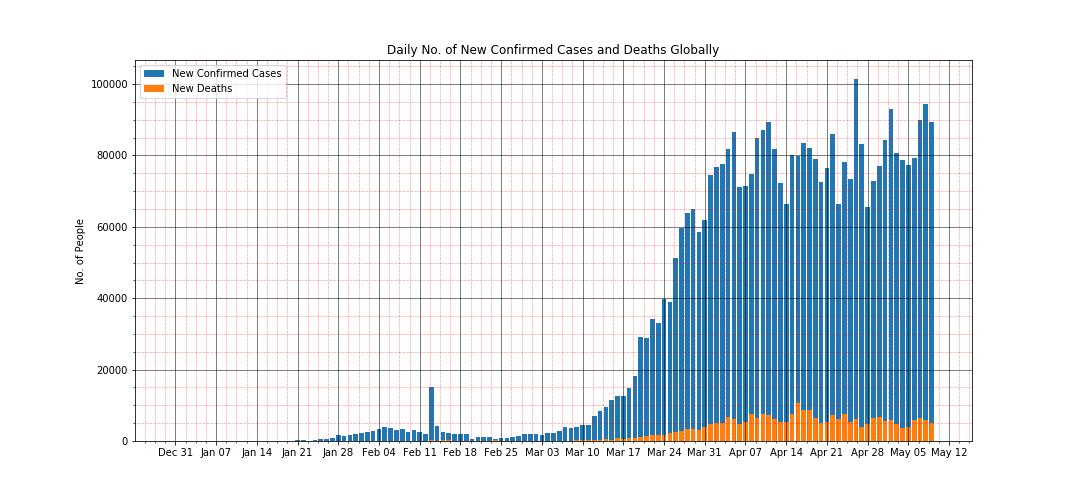 Daily No. of New Confirmed Cases and Deaths Globally
New Confirmed Cases
New Deaths
No. of People
100000
80000
60000
40000
20000
0
Dec 31 Jan 07 Jan 14 Jan 21 Jan 28 Feb 04 Feb 11 Feb 18 Feb 25 Mar 03 Mar 10 Mar 17 Mar 24 Mar 31 Apr 07 Apr 14 Apr 21 Apr 28 May 05 May 12